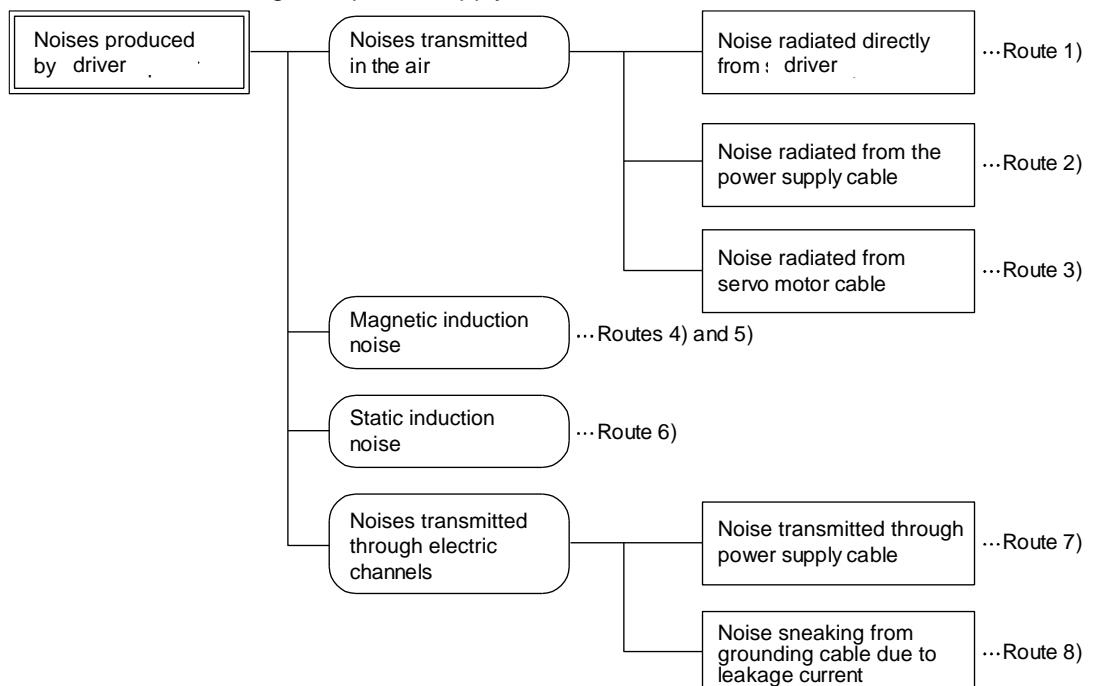 Noises produced
by driver
Noises transmitted
in the air
Noise radiated directly
from driver
...Route 1)
Noise radiated from the
power supply cable
...Route 2)
Noise radiated from
servo motor cable
...Route 3)
Magnetic induction
noise
...Routes 4) and 5)
Static induction
noise
...Route 6)
Noises transmitted
through electric
channels
Noise transmitted through
power supply cable
...Route 7)
Noise sneaking from
grounding cable due to
leakage current
...Route 8)